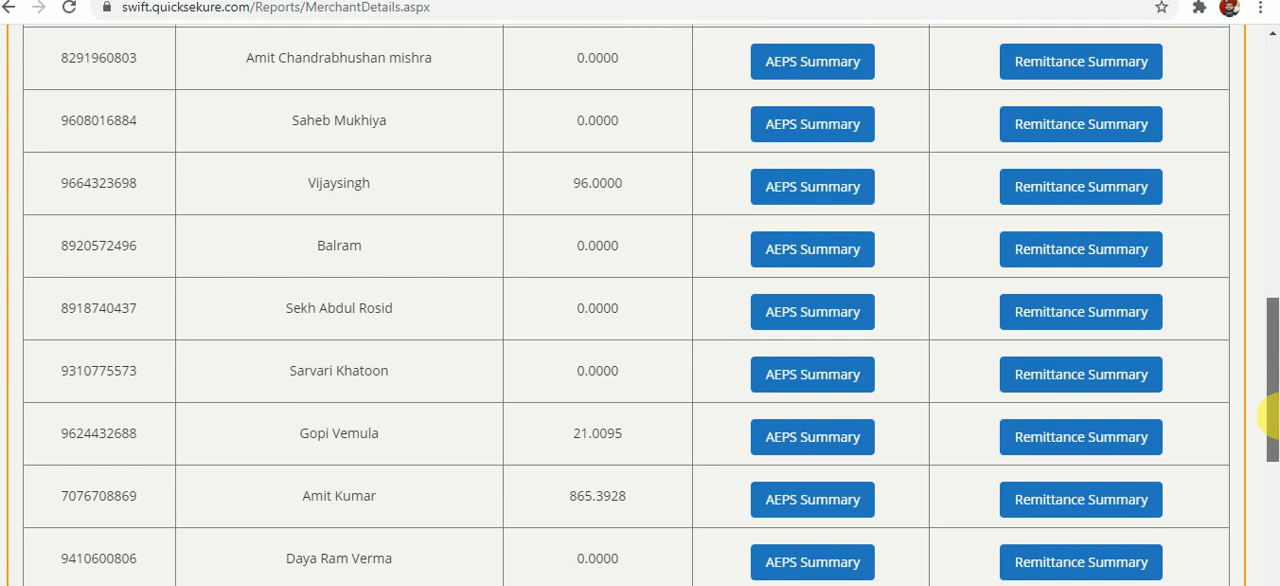 swift.quicksekure.com/Reports/MerchantDetails.aspx
8291960803 Amit Chandrabhushan mishra 0.0000 AEPS Summary Remittance Summary
9608016884 Saheb Mukhiya 0.0000 AEPS Summary Remittance Summary
9664323698 Vijaysingh 96.0000 AEPS Summary Remittance Summary
8920572496 Balram 0.0000 AEPS Summary Remittance Summary
8918740437 Sekh Abdul Rosid 0.0000 AEPS Summary Remittance Summary
9310775573 Sarvari Khatoon 0.0000 AEPS Summary Remittance Summary
9624432688 Gopi Vemula 21.0095 AEPS Summary Remittance Summary
7076708869 Amit Kumar 865.3928 AEPS Summary Remittance Summary
9410600806 Daya Ram Verma 0.0000 AEPS Summary Remittance Summary